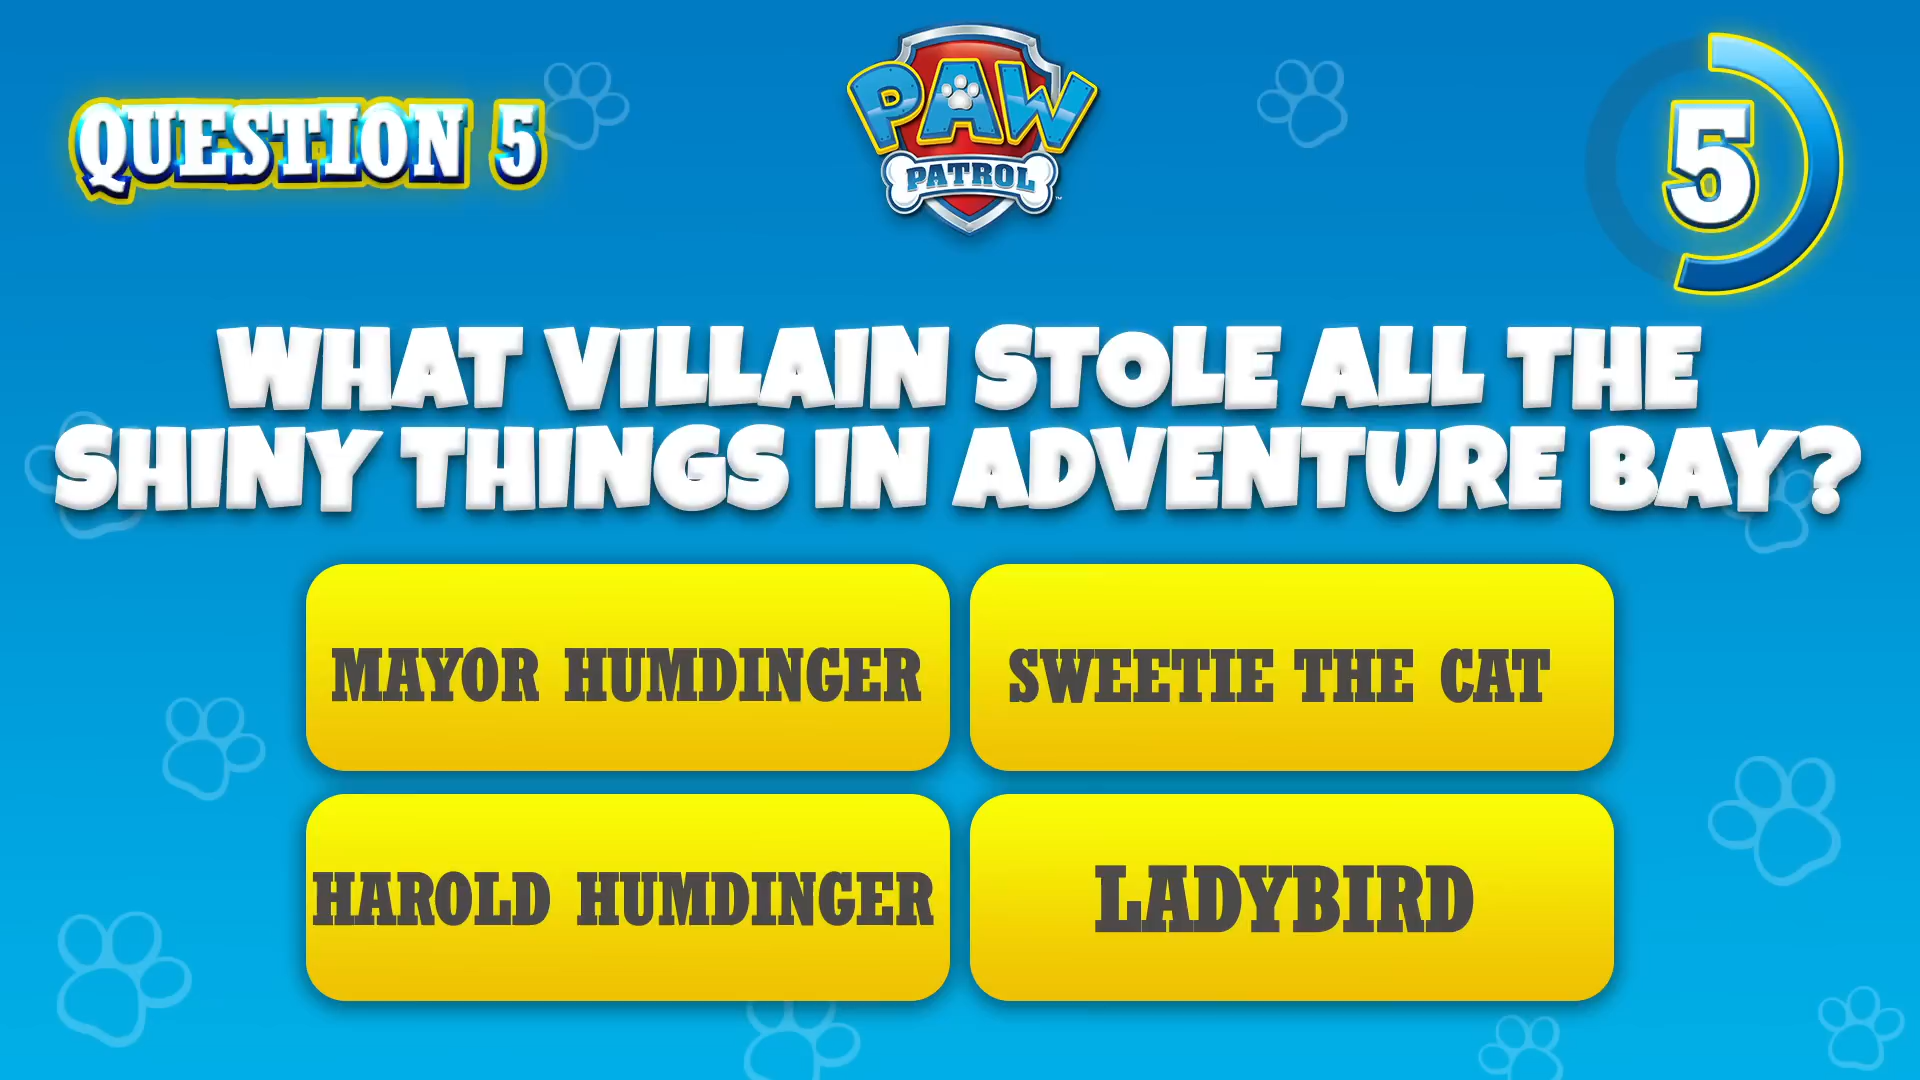 QUESTION 5
PAW
PATROL
5
WHAT VILLAIN STOLE ALL THE
SHINY THINGS IN ADVENTURE BAY?
MAYOR HUMDINGER
SWEETIE THE CAT
HAROLD HUMDINGER
LADYBIRD